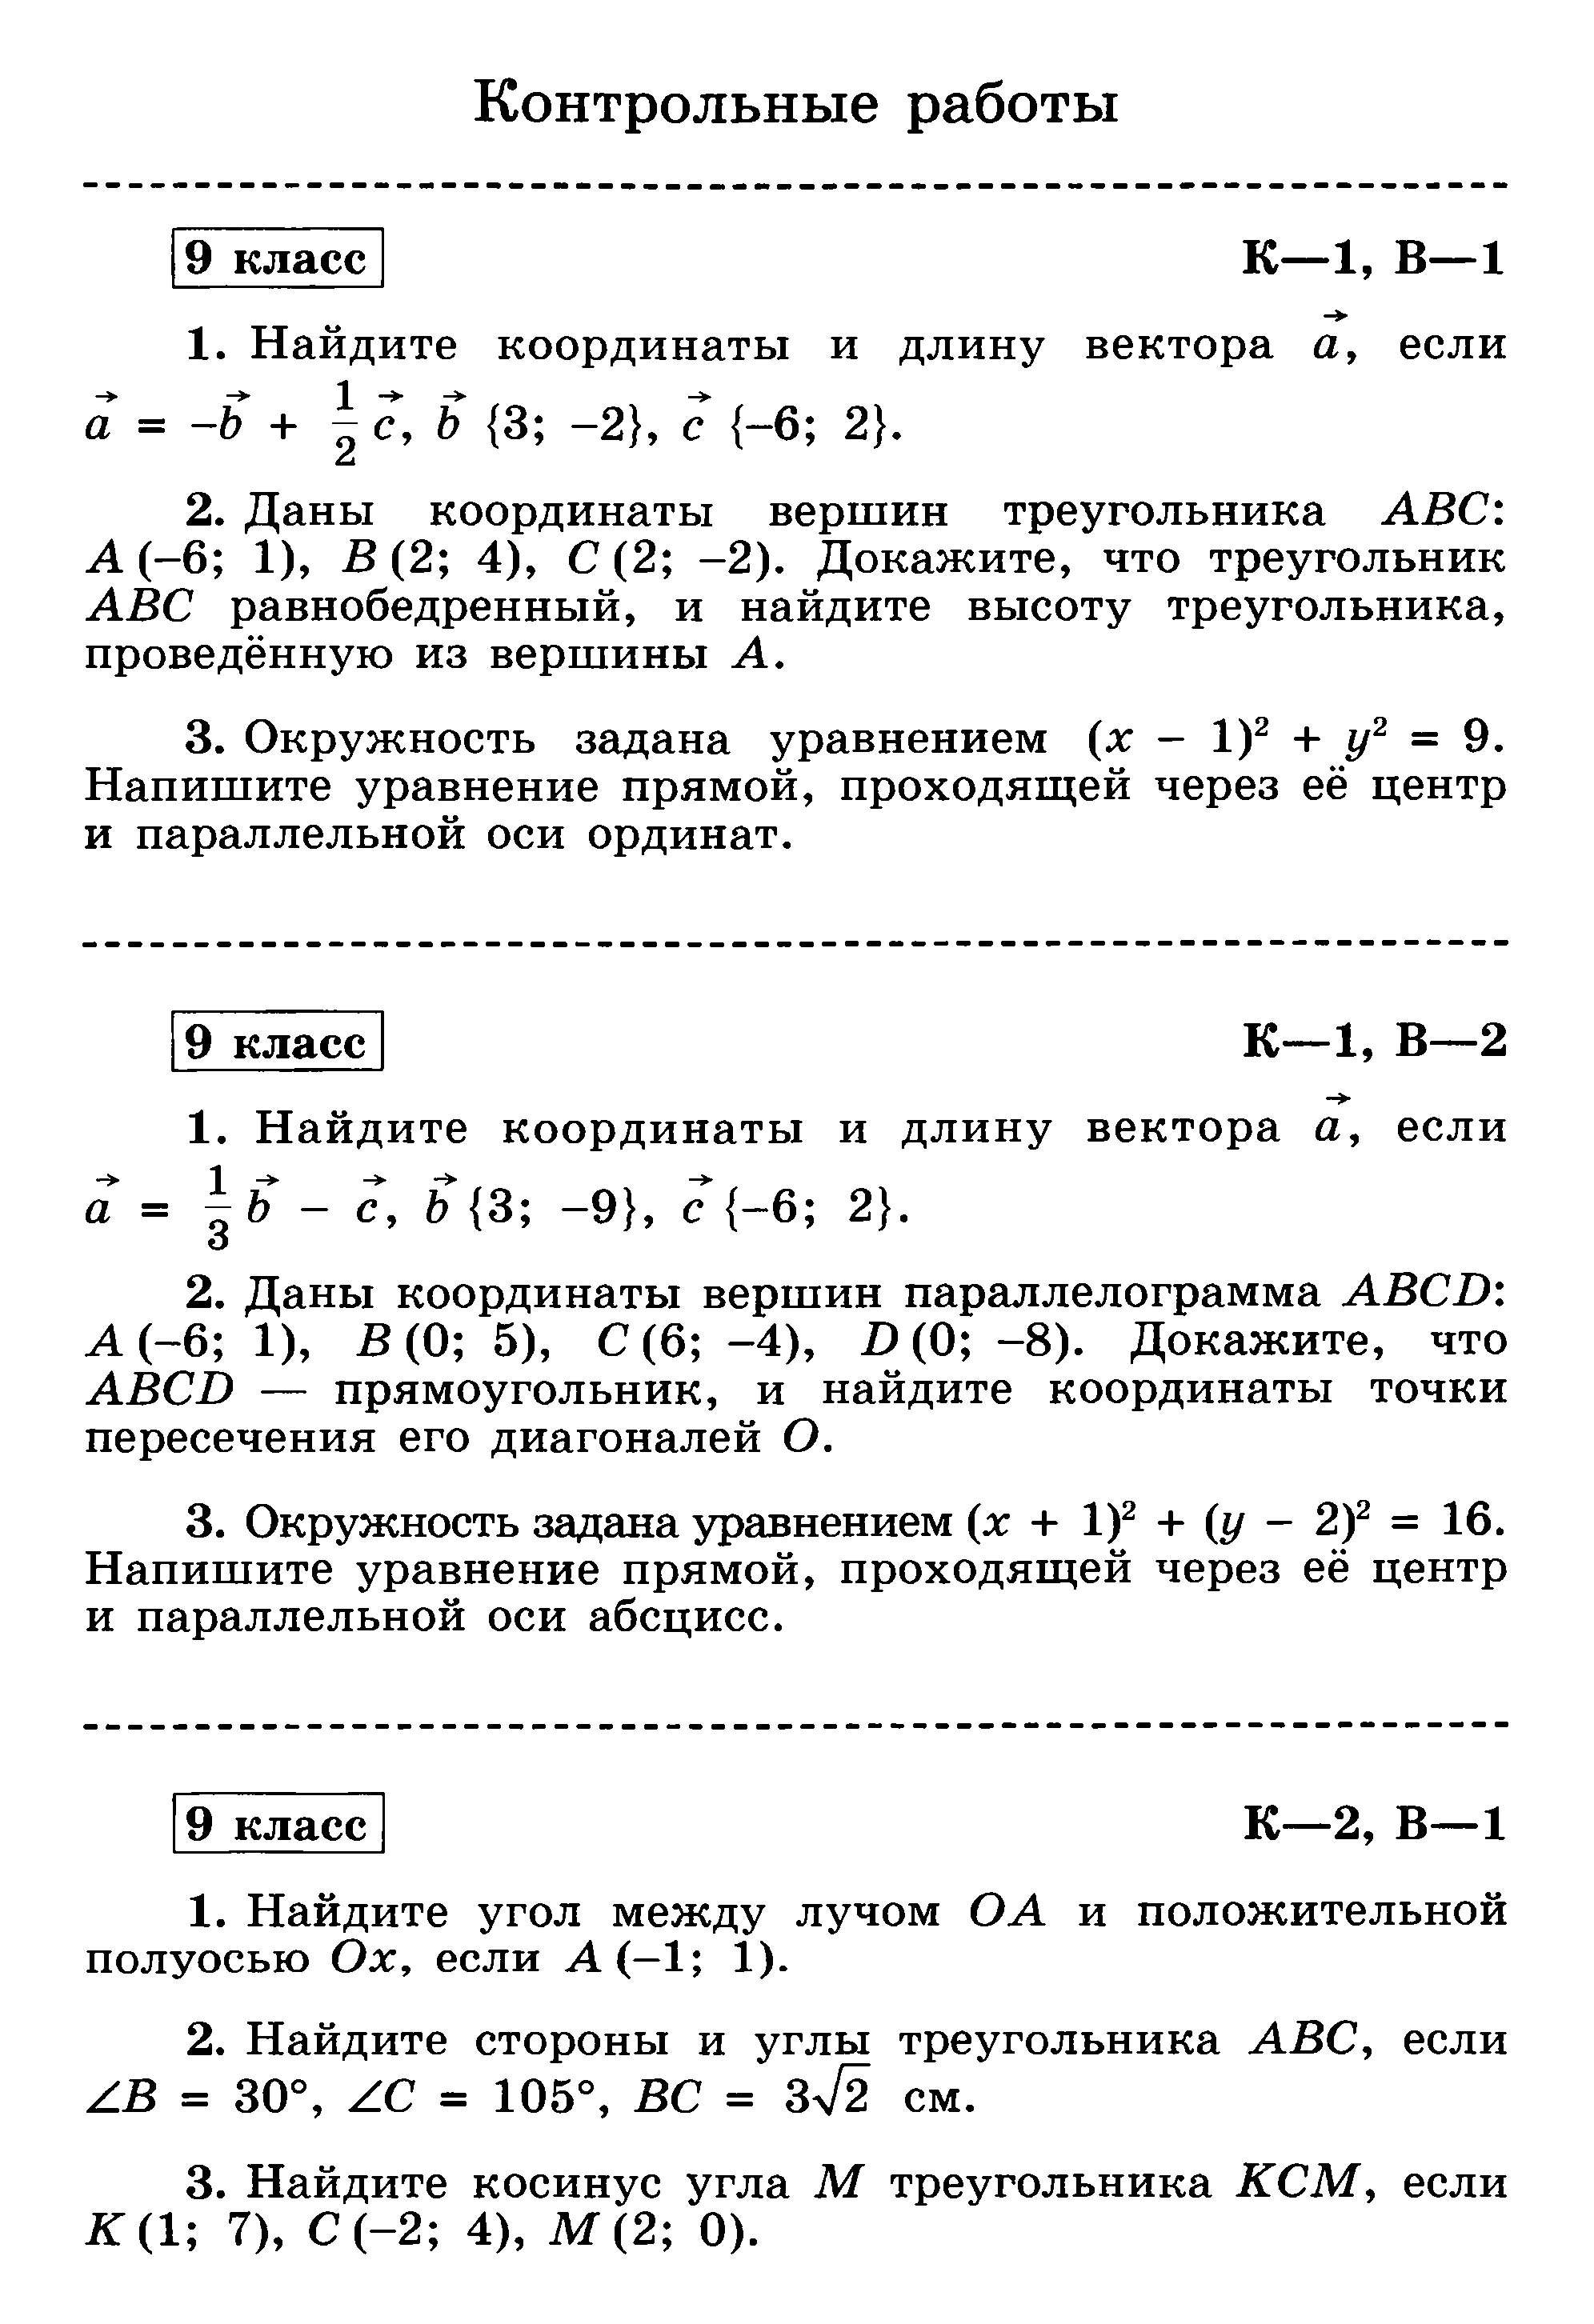 Контрольные работы
9 класс
К—1, В—1
1. Найдите координаты и длину вектора a⃗, если
a⃗ = –b⃗ + 1/2 c⃗, b⃗ {3; –2}, c⃗ {–6; 2}.
2. Даны координаты вершин треугольника ABC:
A (–6; 1), B (2; 4), C (2; –2). Докажите, что треугольник
ABC равнобедренный, и найдите высоту треугольника,
проведённую из вершины A.
3. Окружность задана уравнением (x – 1)² + y² = 9.
Напишите уравнение прямой, проходящей через её центр
и параллельной оси ординат.
9 класс
К—1, В—2
1. Найдите координаты и длину вектора a⃗, если
a⃗ = 1/3 b⃗ – c⃗, b⃗ {3; –9}, c⃗ {–6; 2}.
2. Даны координаты вершин параллелограмма ABCD:
A (–6; 1), B (0; 5), C (6; –4), D (0; –8). Докажите, что
ABCD — прямоугольник, и найдите координаты точки
пересечения его диагоналей O.
3. Окружность задана уравнением (x + 1)² + (y – 2)² = 16.
Напишите уравнение прямой, проходящей через её центр
и параллельной оси абсцисс.
9 класс
К—2, В—1
1. Найдите угол между лучом OA и положительной
полуосью Ox, если A (–1; 1).
2. Найдите стороны и углы треугольника ABC, если
∠B = 30°, ∠C = 105°, BC = 3√2 см.
3. Найдите косинус угла M треугольника KCM, если
K (1; 7), C (–2; 4), M (2; 0).